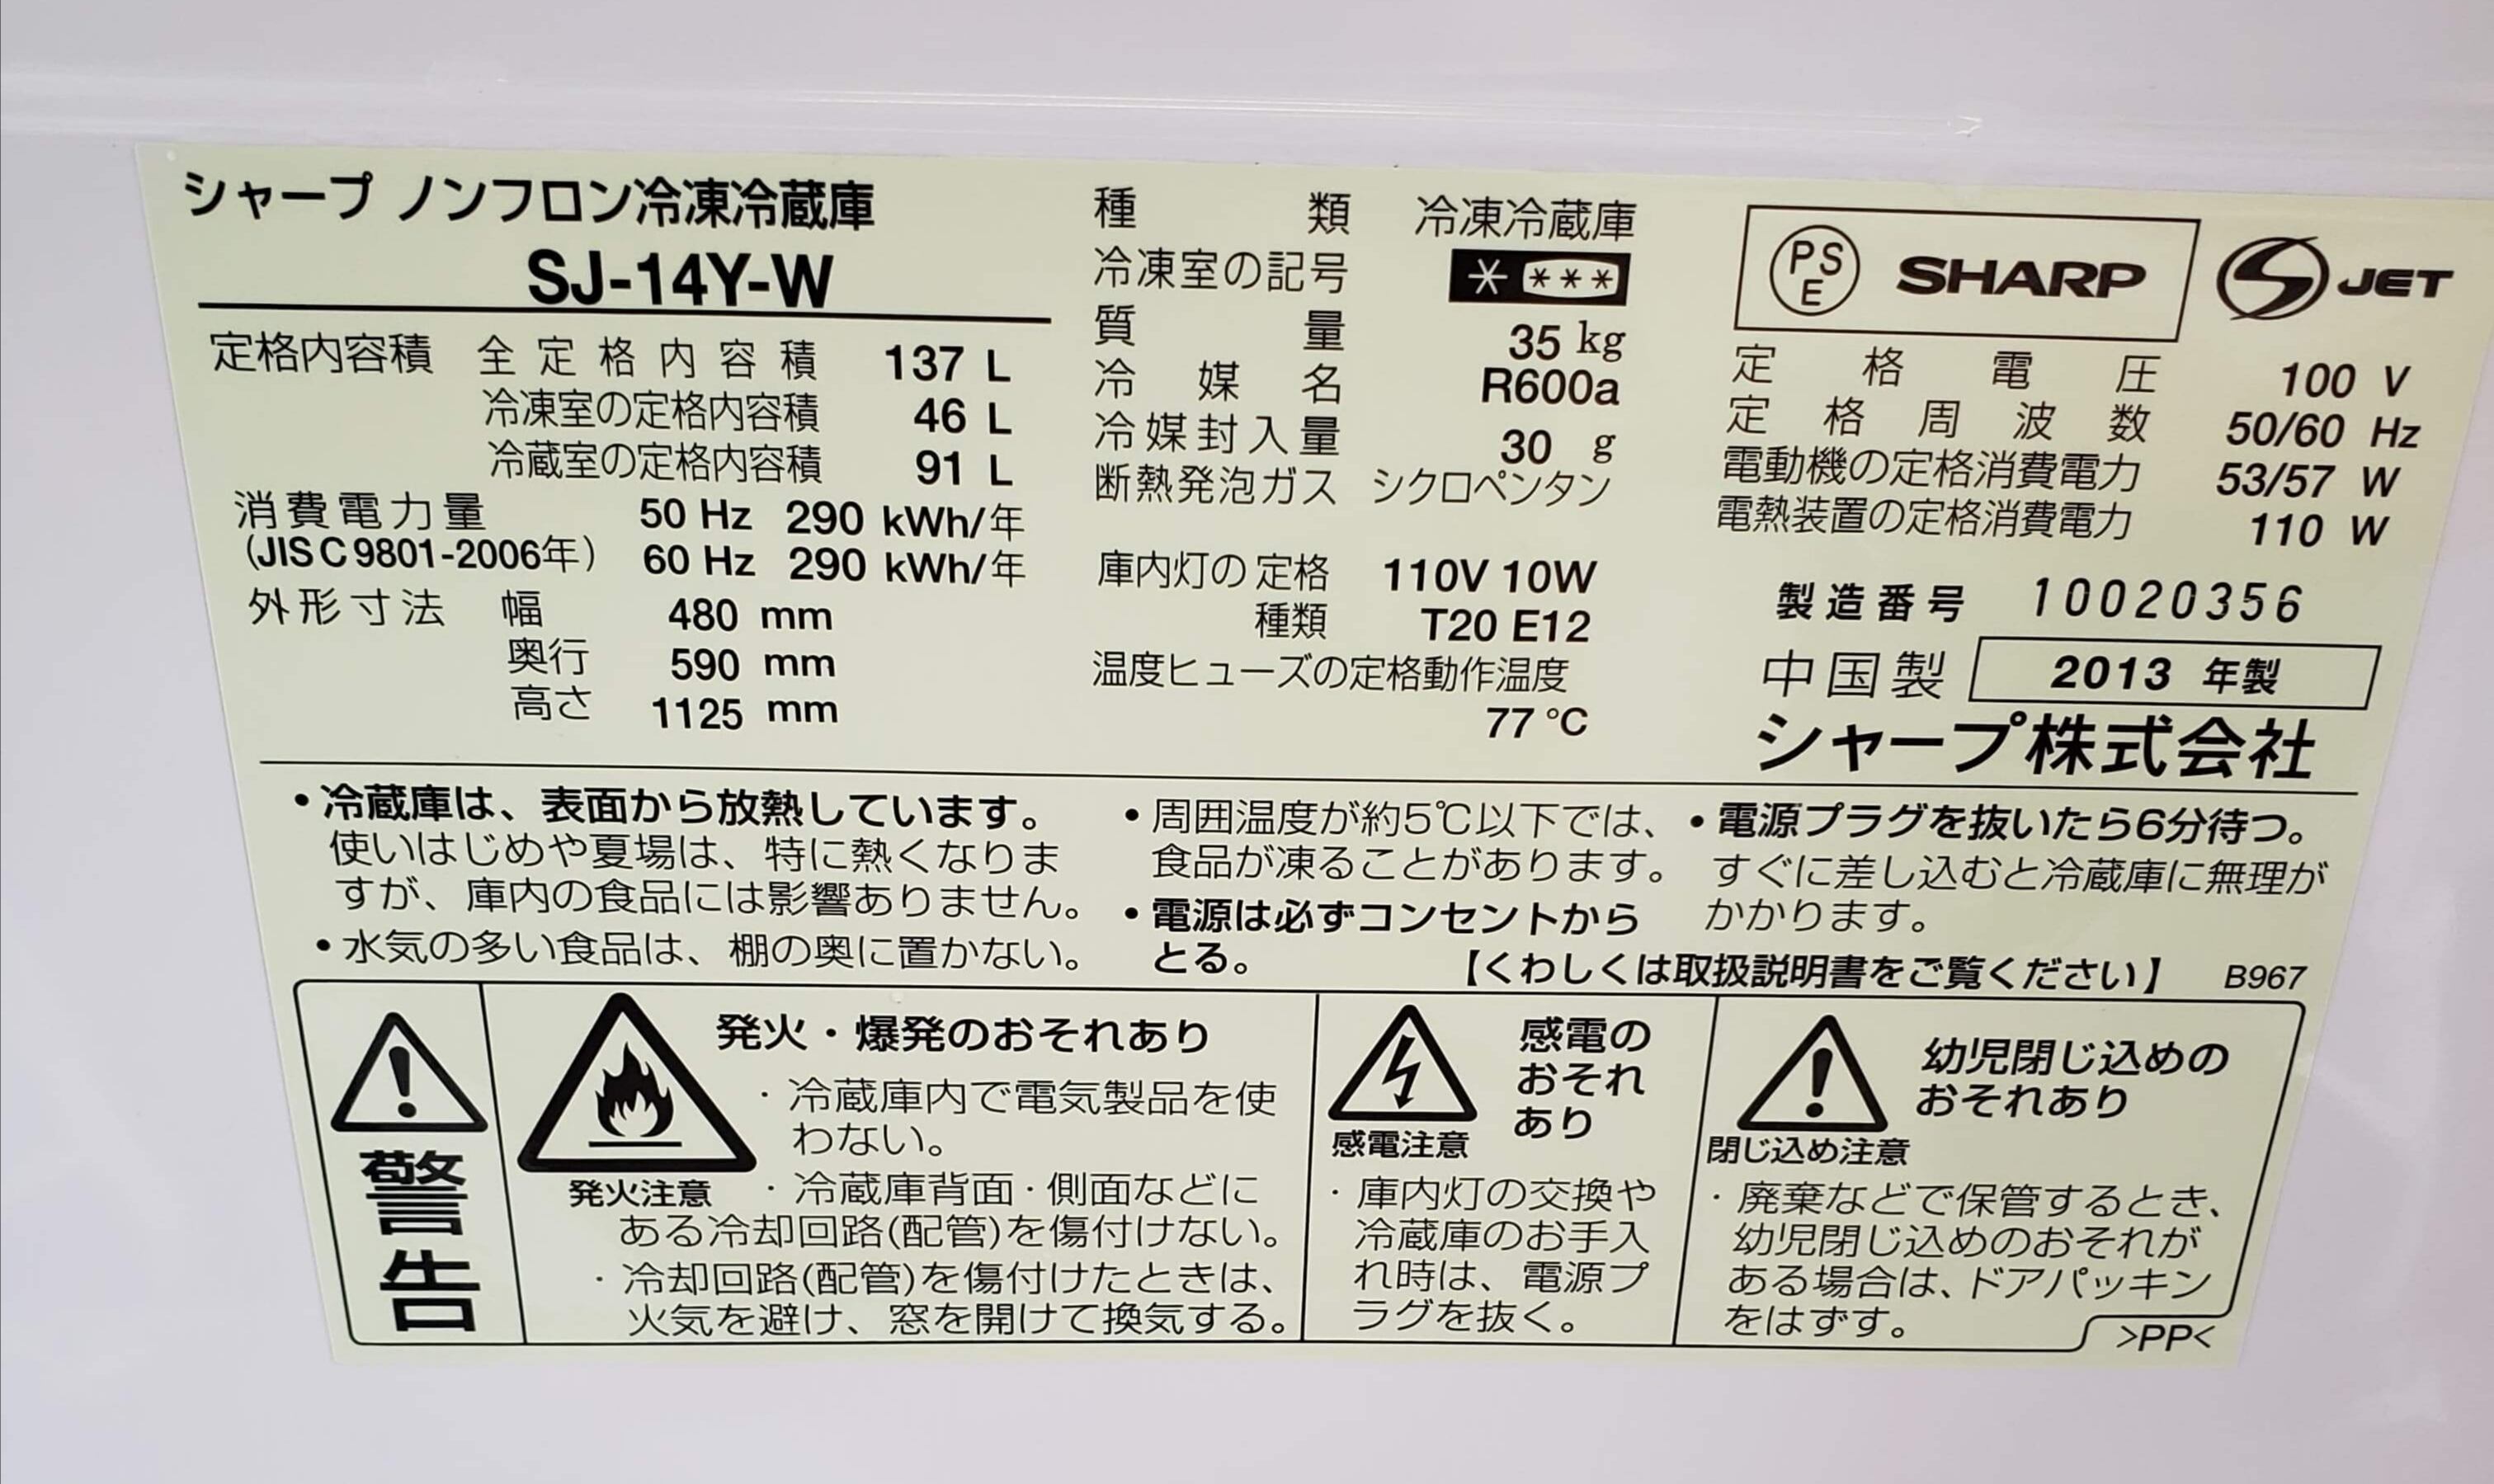 シャープ ノンフロン冷凍冷蔵庫
SJ-14Y-W
定格内容積 全定格内容積 137 L
冷凍室の定格内容積 46 L
冷蔵室の定格内容積 91 L
消費電力量 50 Hz 290 kWh/年
(JIS C 9801-2006年) 60 Hz 290 kWh/年
外形寸法 幅 480 mm
奥行 590 mm
高さ 1125 mm
種類 冷凍冷蔵庫
冷凍室の記号 * ***
質量 35 kg
冷媒名 R600a
冷媒封入量 30 g
断熱発泡ガス シクロペンタン
庫内灯の定格 110V 10W
種類 T20 E12
温度ヒューズの定格動作温度
77 ℃
PSE SHARP S JET
定格電圧 100 V
定格周波数 50/60 Hz
電動機の定格消費電力 53/57 W
電熱装置の定格消費電力 110 W
製造番号 10020356
中国製 2013 年製
シャープ株式会社
・冷蔵庫は、表面から放熱しています。
使いはじめや夏場は、特に熱くなりま
すが、庫内の食品には影響ありません。
・水気の多い食品は、棚の奥に置かない。
・周囲温度が約5℃以下では、
食品が凍ることがあります。
・電源は必ずコンセントから
とる。
・電源プラグを抜いたら6分待つ。
すぐに差し込むと冷蔵庫に無理が
かかります。
【くわしくは取扱説明書をご覧ください】 B967
警告
発火注意
発火・爆発のおそれあり
・冷蔵庫内で電気製品を使
わない。
・冷蔵庫背面・側面などに
ある冷却回路(配管)を傷付けない。
・冷却回路(配管)を傷付けたときは、
火気を避け、窓を開けて換気する。
感電注意
感電の
おそれ
あり
・庫内灯の交換や
冷蔵庫のお手入
れ時は、電源プ
ラグを抜く。
閉じ込め注意
幼児閉じ込めの
おそれあり
・廃棄などで保管するとき、
幼児閉じ込めのおそれが
ある場合は、ドアパッキン
をはずす。
>PP<